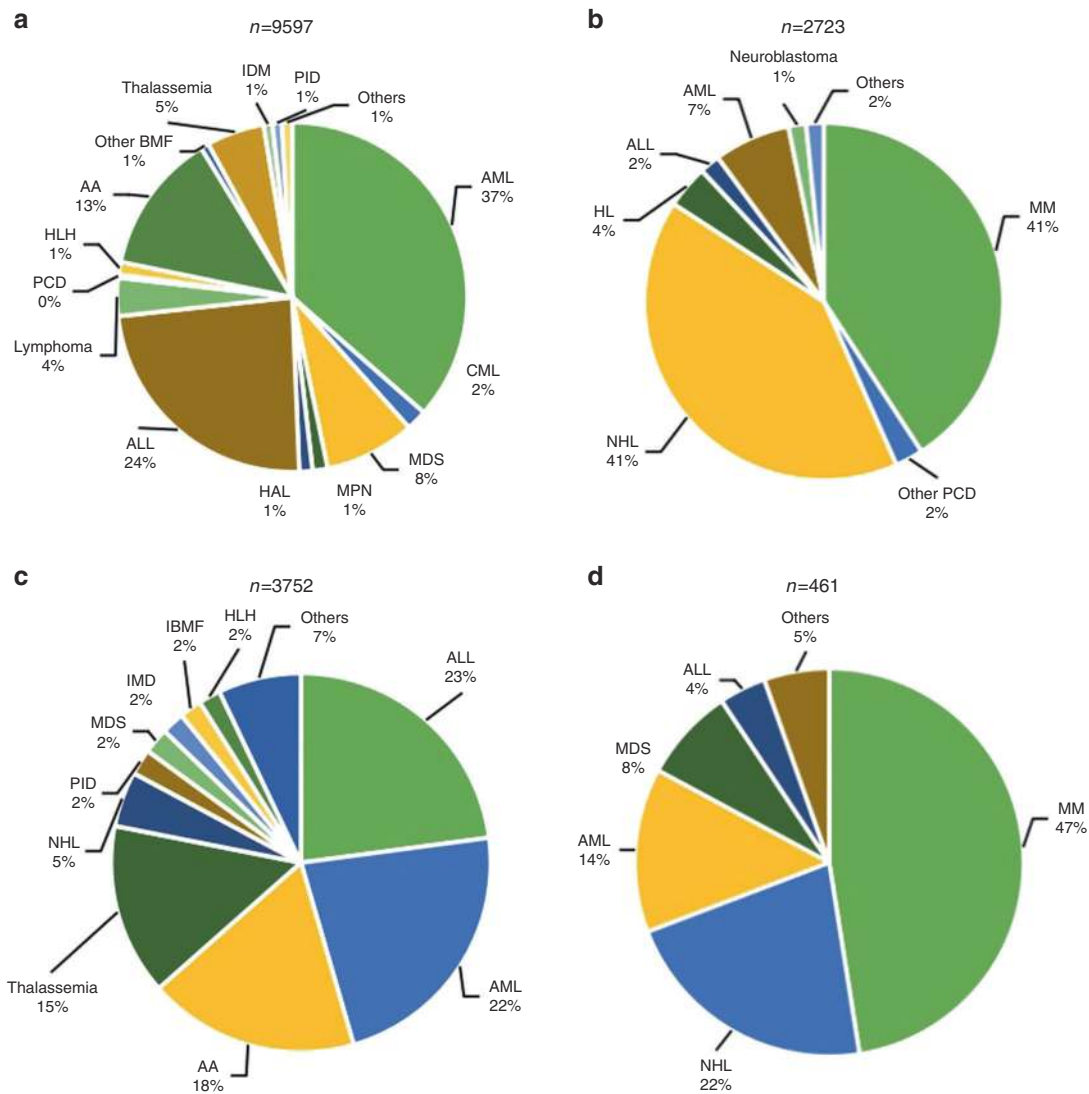 a
n=9597
IDM
1%
PID
1%
Others
1%
Thalassemia
5%
Other BMF
1%
AA
13%
HLH
1%
PCD
0%
Lymphoma
4%
ALL
24%
HAL
1%
MPN
1%
MDS
8%
CML
2%
AML
37%
b
n=2723
Neuroblastoma
1%
Others
2%
AML
7%
ALL
2%
HL
4%
MM
41%
NHL
41%
Other PCD
2%
c
n=3752
HLH
2%
Others
7%
IBMF
2%
IMD
2%
MDS
2%
PID
2%
NHL
5%
Thalassemia
15%
AA
18%
AML
22%
ALL
23%
d
n=461
Others
5%
ALL
4%
MDS
8%
AML
14%
NHL
22%
MM
47%